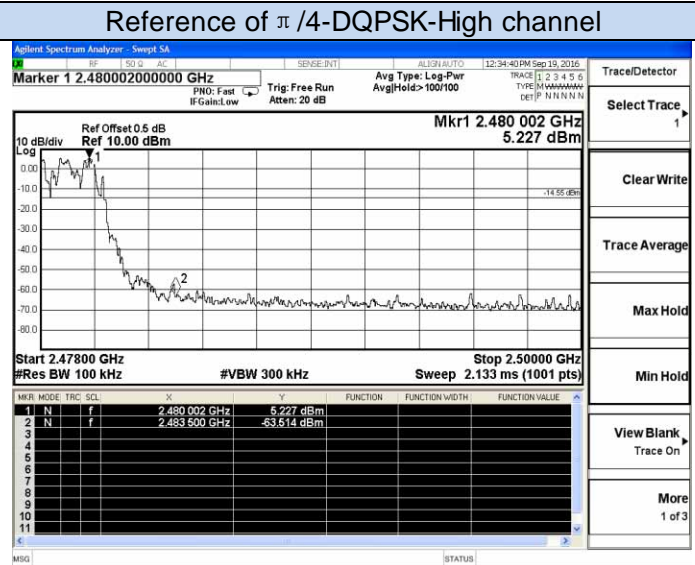 Reference of π/4-DQPSK-High channel
Agilent Spectrum Analyzer - Swept SA
RF 50 Ω AC SENSE:INT ALIGN AUTO 12:34:40 PM Sep 19, 2016
Marker 1 2.480002000000 GHz
PNO: Fast
IFGain:Low
Trig: Free Run
Atten: 20 dB
Avg Type: Log-Pwr
Avg|Hold:>100/100
TRACE 1 2 3 4 5 6
TYPE M
DET P N N N N N
Trace/Detector
Select Trace
1
Clear Write
Trace Average
Max Hold
Min Hold
View Blank
Trace On
More
1 of 3
Mkr1 2.480 002 GHz
5.227 dBm
Ref Offset 0.5 dB
10 dB/div Ref 10.00 dBm
Log
1
0.00
-10.0
-14.55 dBm
-20.0
-30.0
-40.0
-50.0
2
-60.0
-70.0
-80.0
Start 2.47800 GHz Stop 2.50000 GHz
#Res BW 100 kHz #VBW 300 kHz Sweep 2.133 ms (1001 pts)
MKR MODE TRC SCL X Y FUNCTION FUNCTION WIDTH FUNCTION VALUE
1 N f 2.480 002 GHz 5.227 dBm
2 N f 2.483 500 GHz -63.514 dBm
3
4
5
6
7
8
9
10
11
MSG STATUS